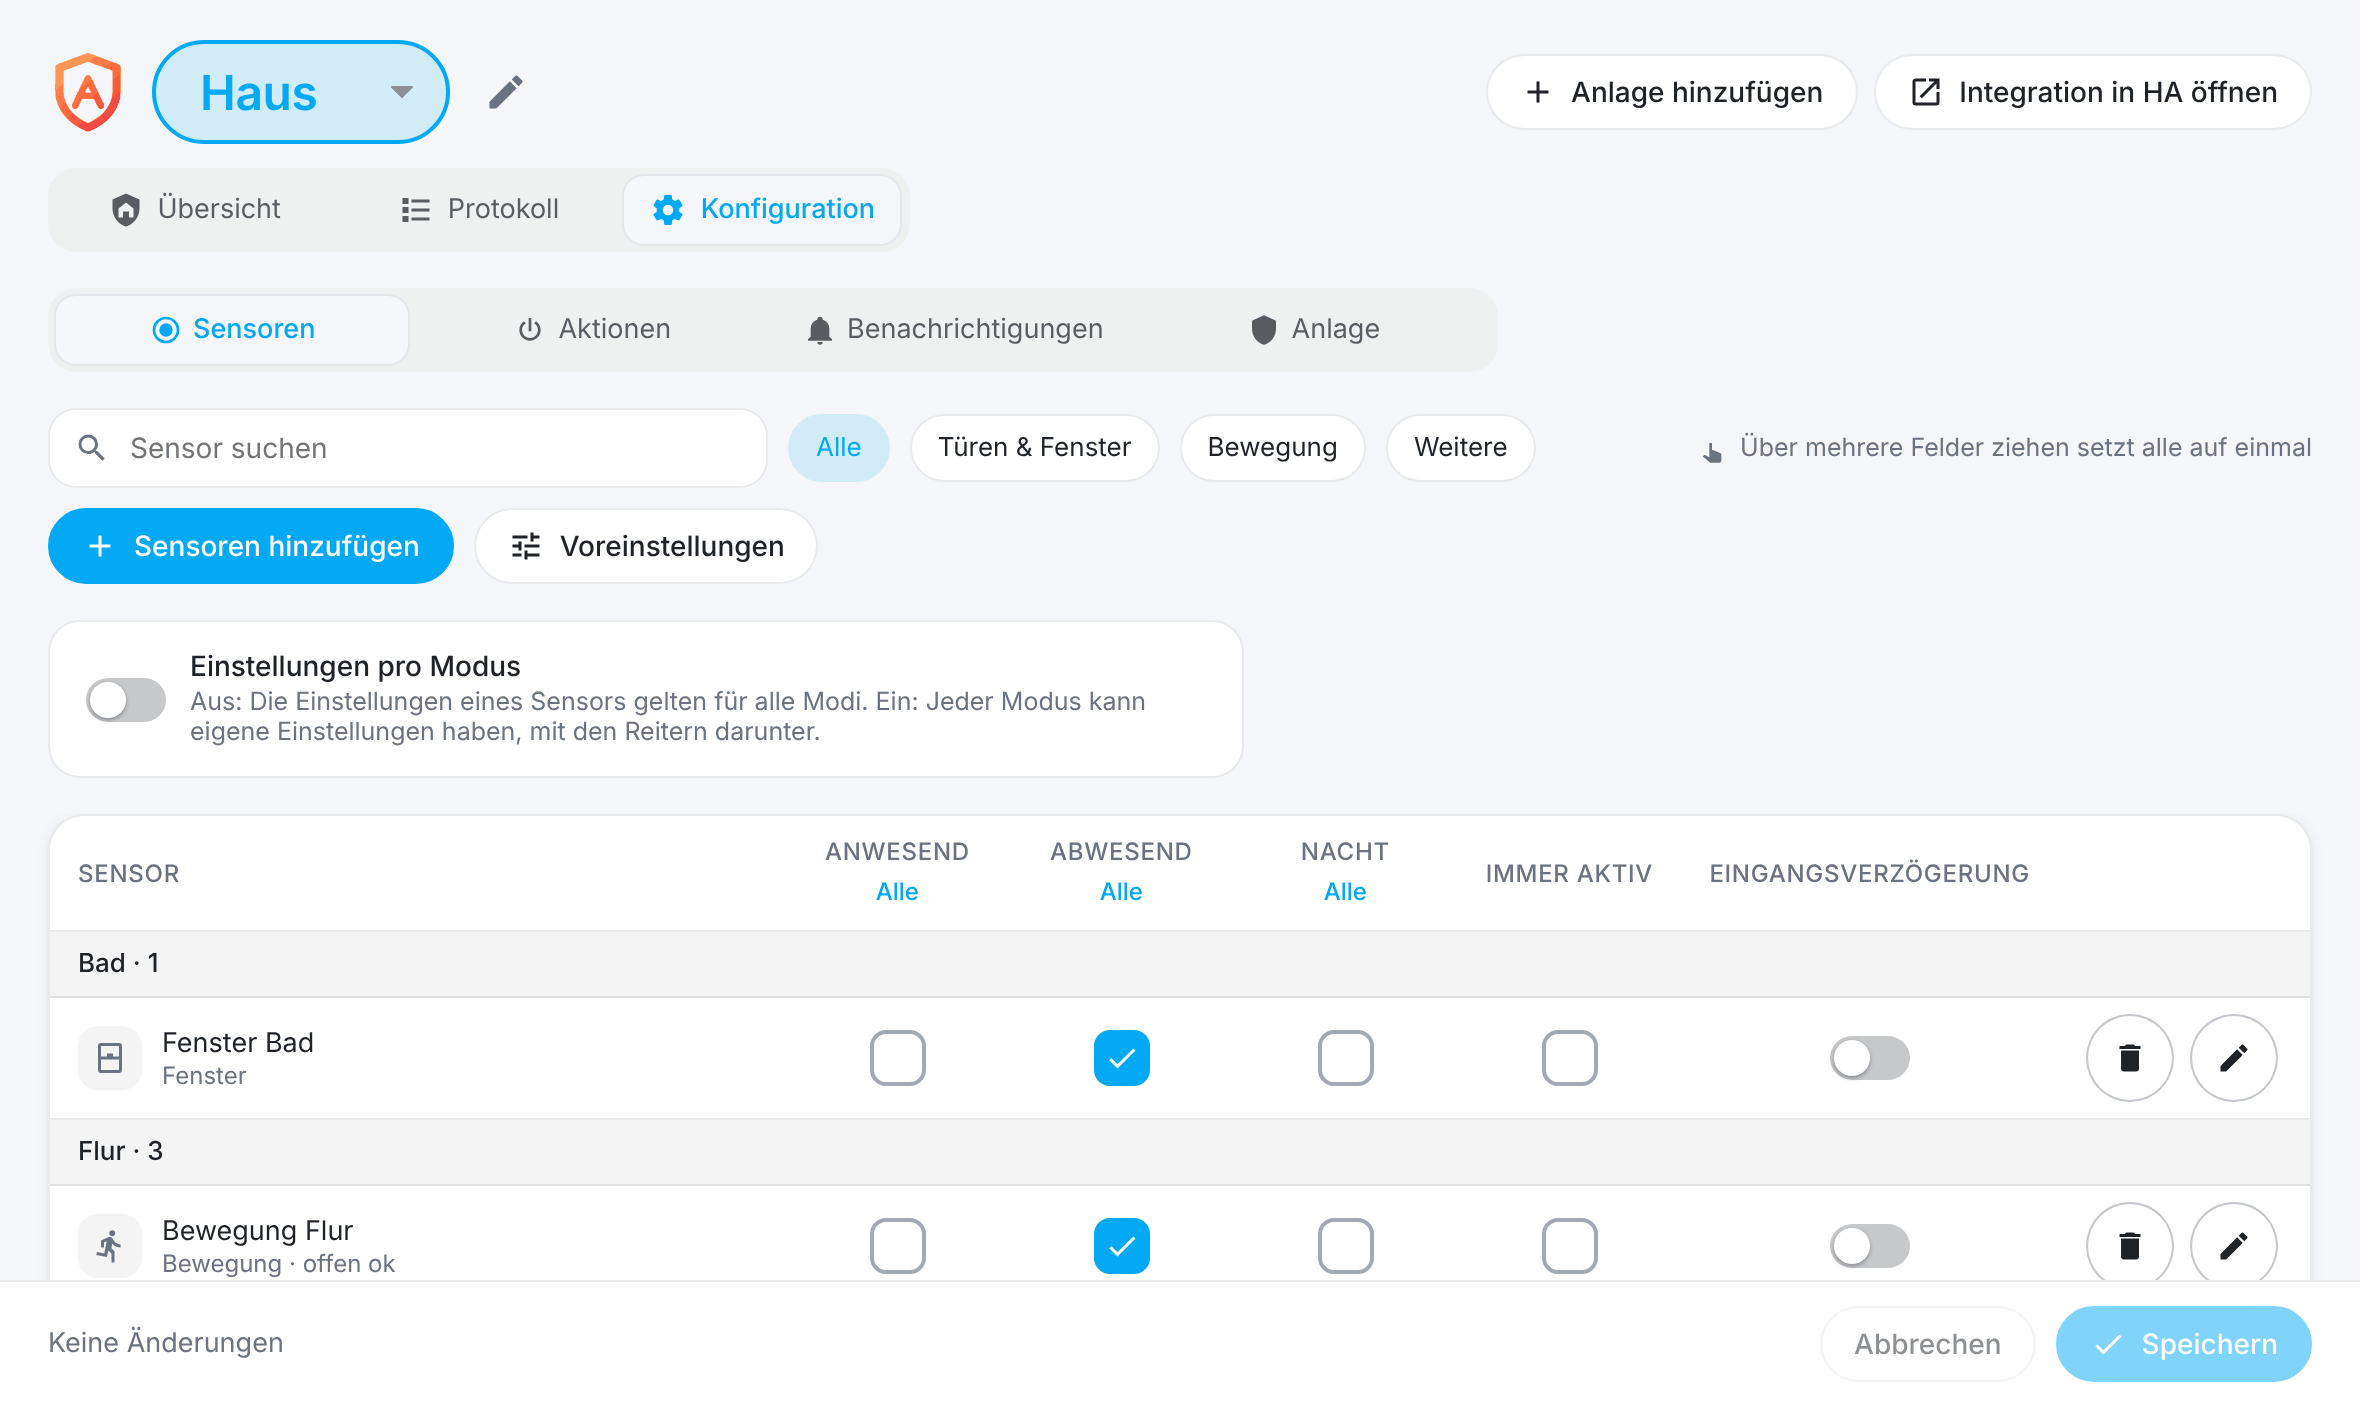 Haus
Anlage hinzufügen
Integration in HA öffnen
Übersicht
Protokoll
Konfiguration
Sensoren
Aktionen
Benachrichtigungen
Anlage
Sensor suchen
Alle
Türen & Fenster
Bewegung
Weitere
Über mehrere Felder ziehen setzt alle auf einmal
Sensoren hinzufügen
Voreinstellungen
Einstellungen pro Modus
Aus: Die Einstellungen eines Sensors gelten für alle Modi. Ein: Jeder Modus kann
eigene Einstellungen haben, mit den Reitern darunter.
SENSOR
ANWESEND
Alle
ABWESEND
Alle
NACHT
Alle
IMMER AKTIV
EINGANGSVERZÖGERUNG
Bad · 1
Fenster Bad
Fenster
Flur · 3
Bewegung Flur
Bewegung · offen ok
Keine Änderungen
Abbrechen
Speichern